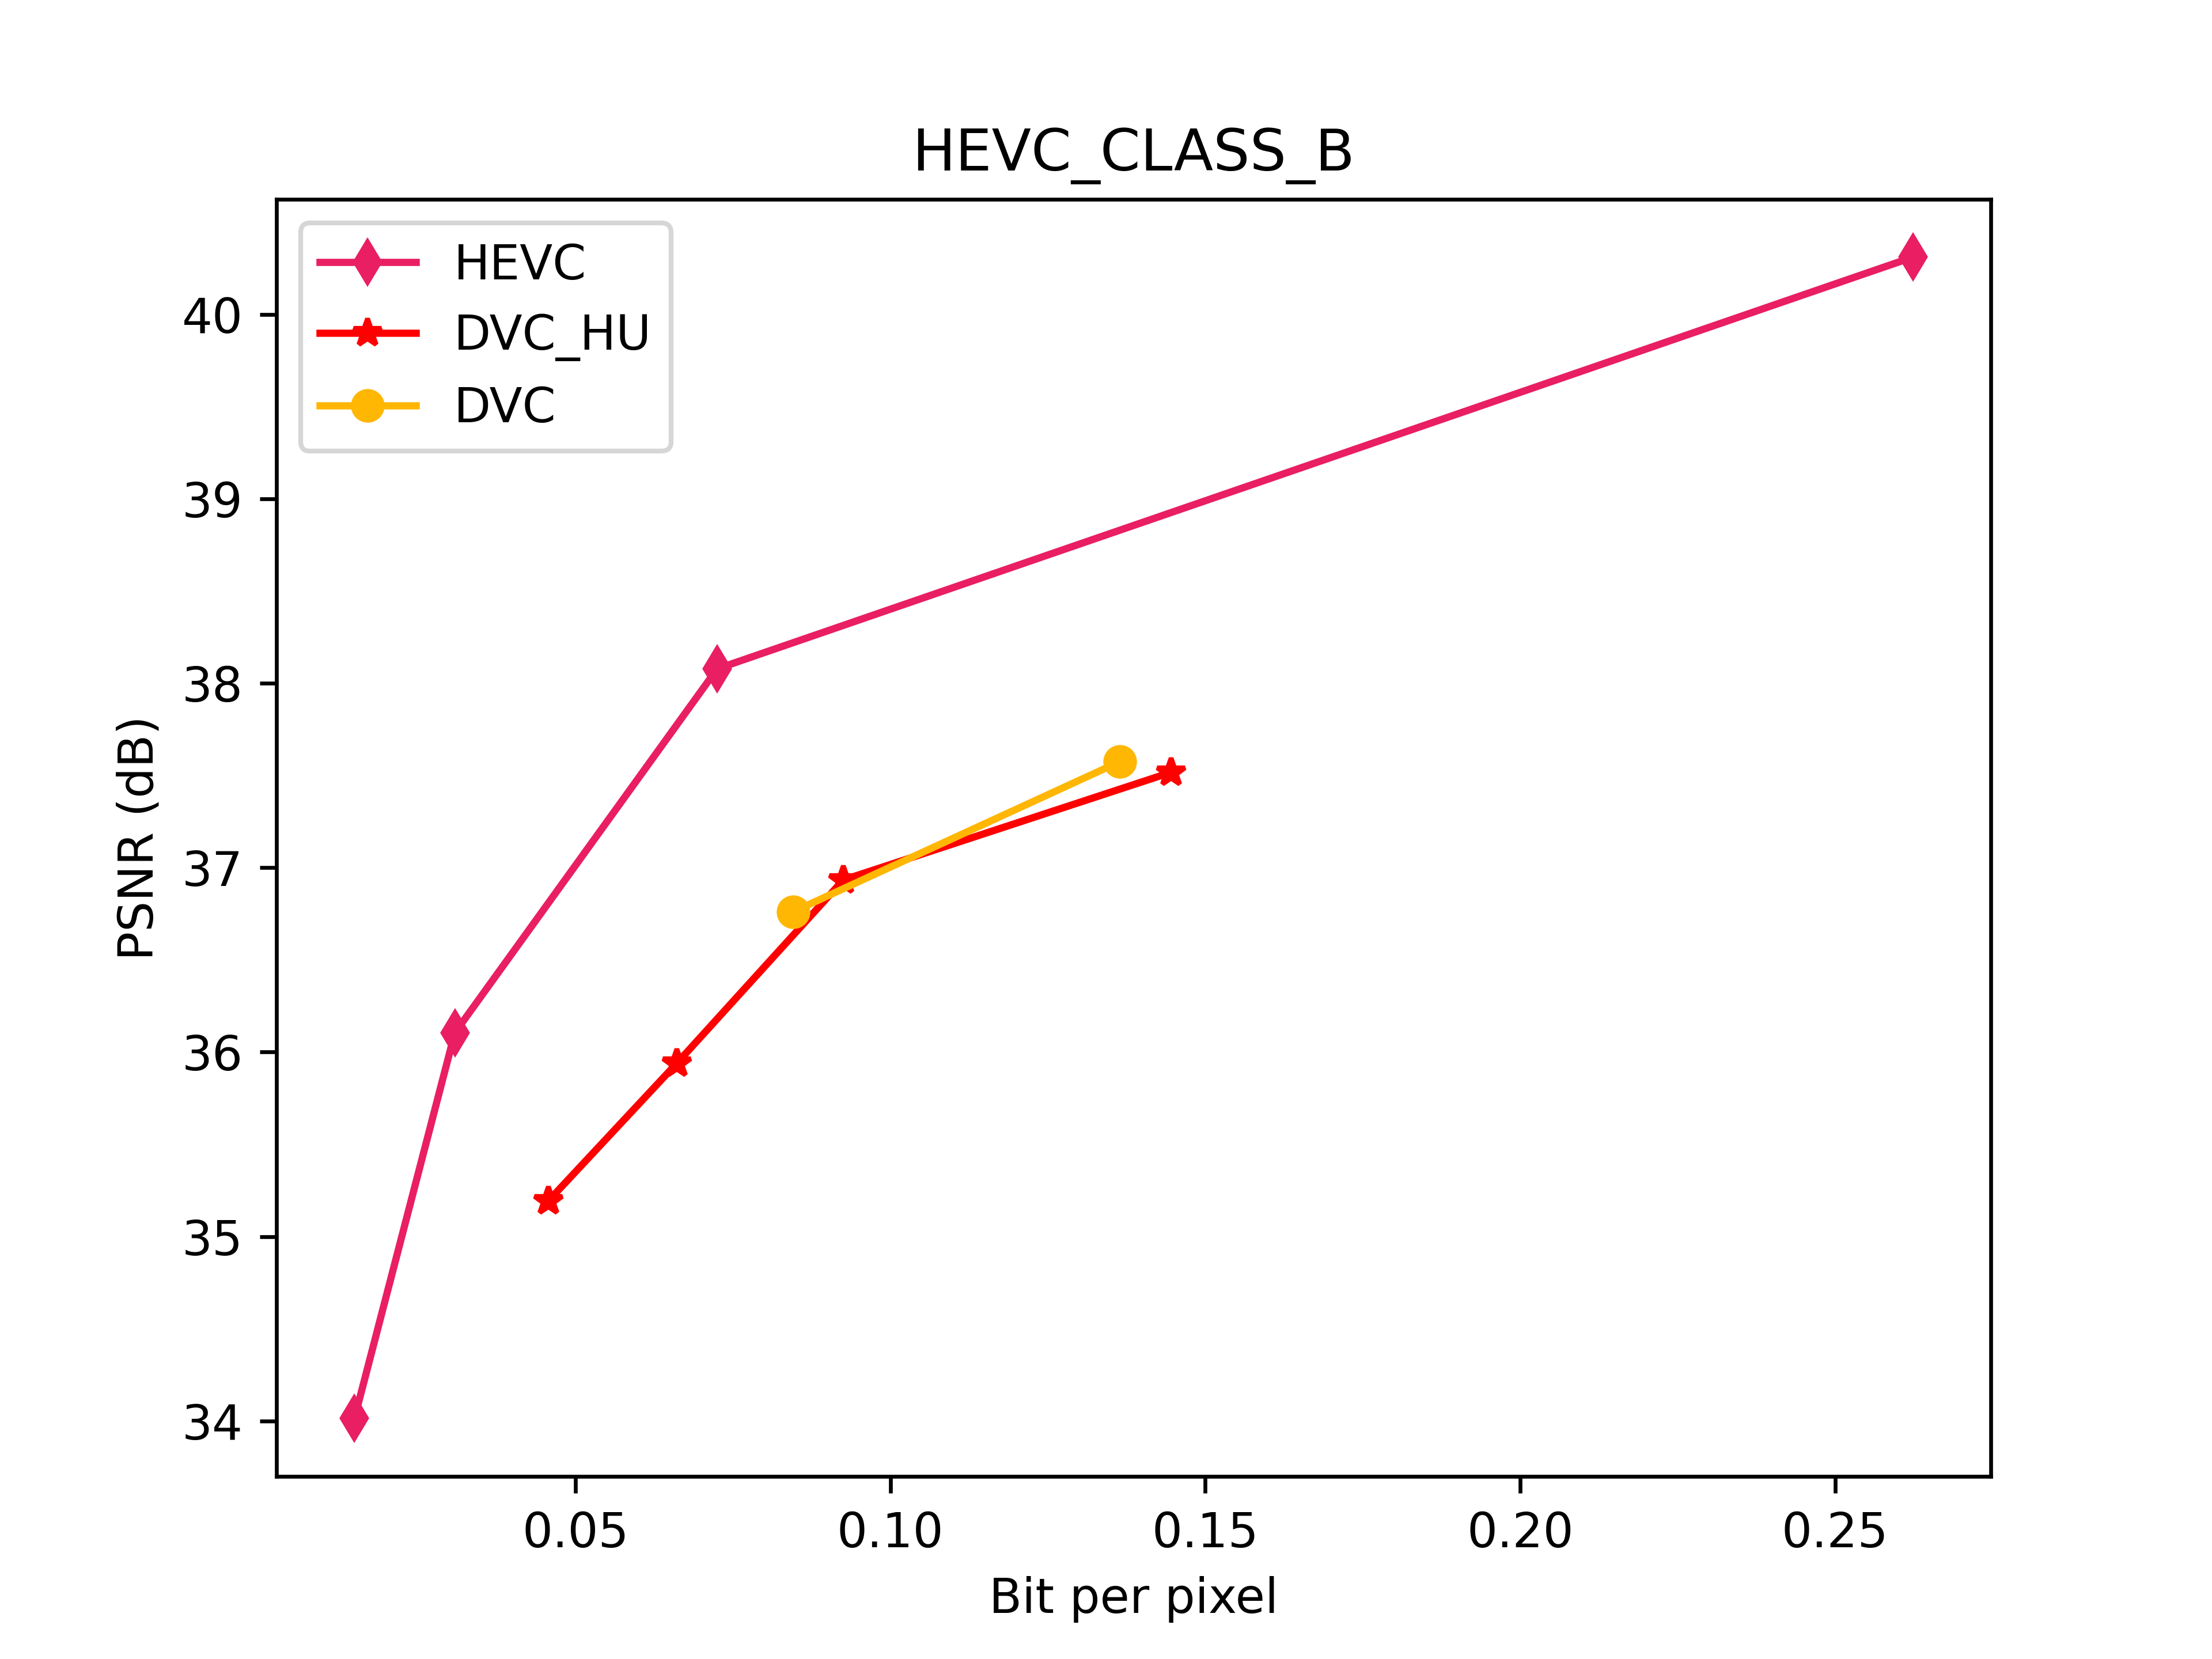 HEVC_CLASS_B
HEVC
DVC_HU
DVC
40
39
38
37
36
35
34
PSNR (dB)
0.05 0.10 0.15 0.20 0.25
Bit per pixel